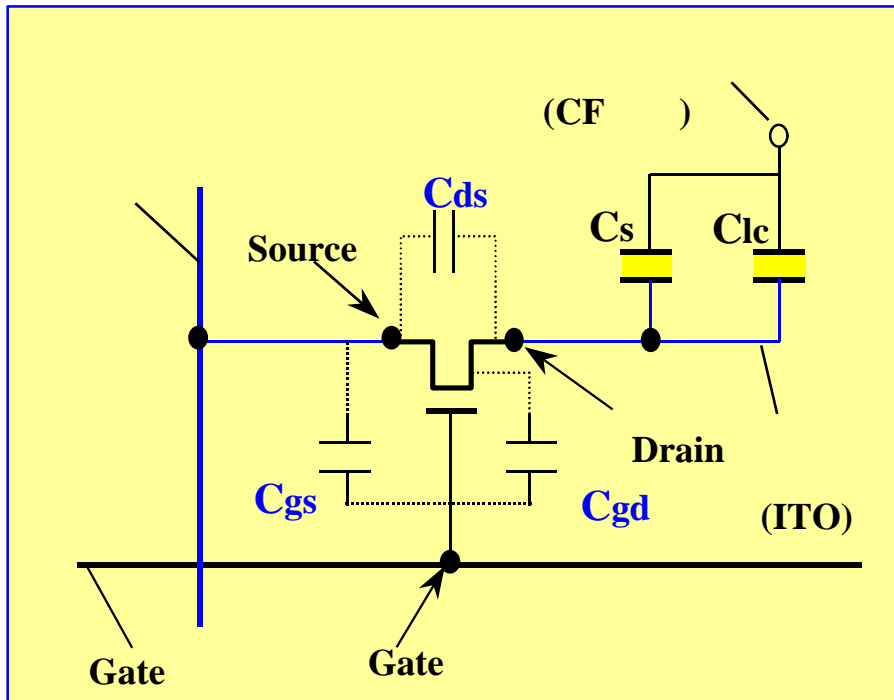 (CF )
Cds
Cs
Clc
Source
Drain
Cgs
Cgd
(ITO)
Gate
Gate